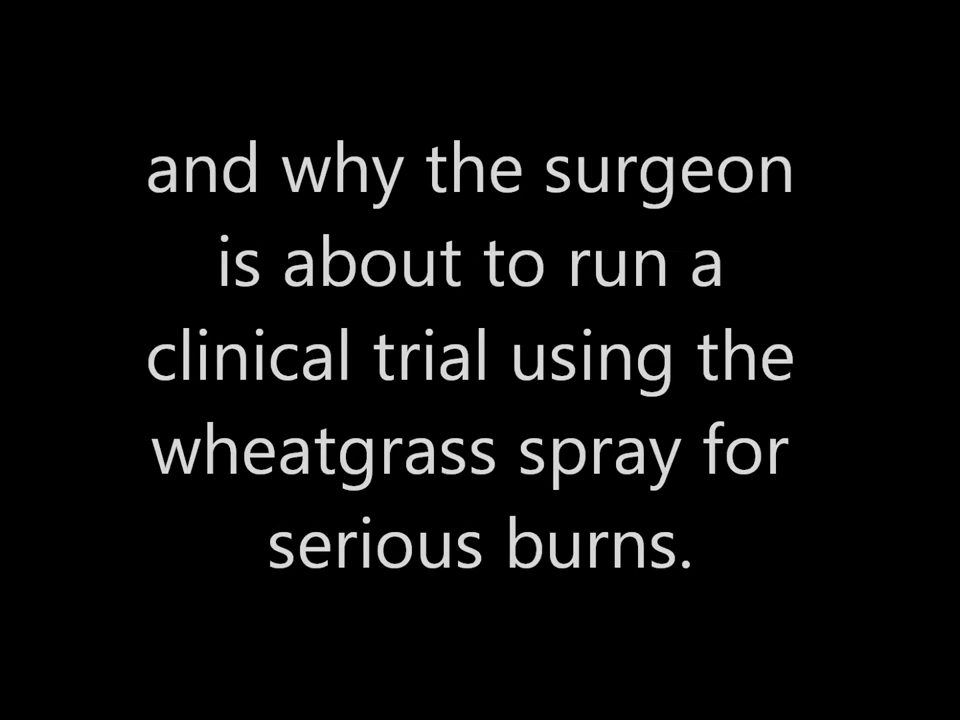 and why the surgeon
is about to run a
clinical trial using the
wheatgrass spray for
serious burns.